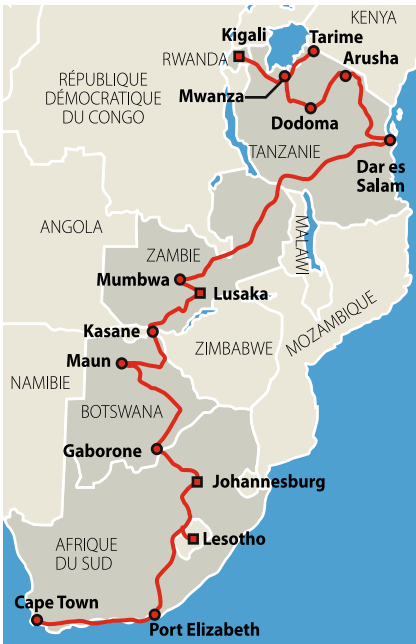 KENYA
Kigali
Tarime
RWANDA
Arusha
RÉPUBLIQUE
DÉMOCRATIQUE
DU CONGO
Mwanza
Dodoma
TANZANIE
Dar es
Salam
ANGOLA
MALAWI
ZAMBIE
Mumbwa
Lusaka
MOZAMBIQUE
Kasane
ZIMBABWE
Maun
NAMIBIE
BOTSWANA
Gaborone
Johannesburg
Lesotho
AFRIQUE
DU SUD
Cape Town
Port Elizabeth